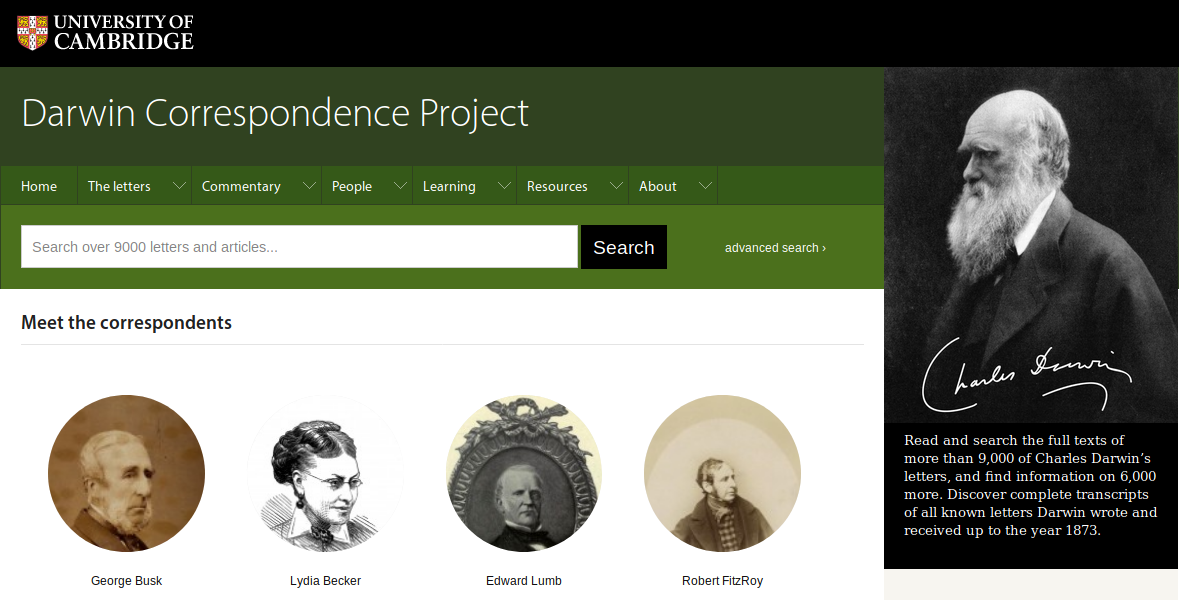 UNIVERSITY OF
CAMBRIDGE
Darwin Correspondence Project
Home
The letters
Commentary
People
Learning
Resources
About
Search over 9000 letters and articles...
Search
advanced search ›
Charles Darwin
Read and search the full texts of
more than 9,000 of Charles Darwin’s
letters, and find information on 6,000
more. Discover complete transcripts
of all known letters Darwin wrote and
received up to the year 1873.
Meet the correspondents
George Busk
Lydia Becker
Edward Lumb
Robert FitzRoy